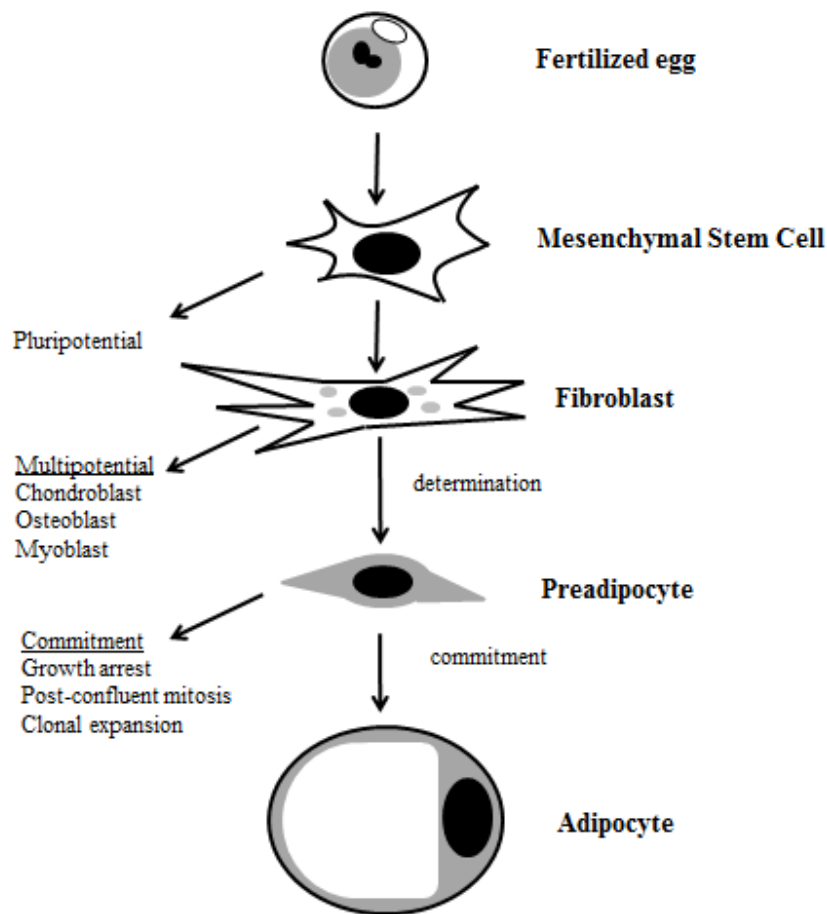 Fertilized egg
Mesenchymal Stem Cell
Pluripotential
Fibroblast
Multipotential
Chondroblast
Osteoblast
Myoblast
determination
Preadipocyte
Commitment
Growth arrest
Post-confluent mitosis
Clonal expansion
commitment
Adipocyte